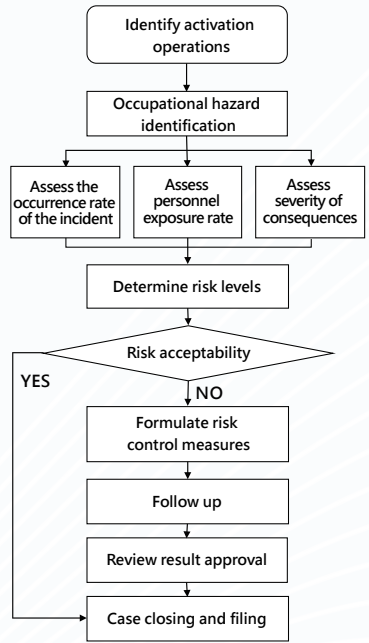 Identify activation
operations
Occupational hazard
identification
Assess the
occurrence rate
of the incident
Assess
personnel
exposure rate
Assess
severity of
consequences
Determine risk levels
Risk acceptability
YES
NO
Formulate risk
control measures
Follow up
Review result approval
Case closing and filing